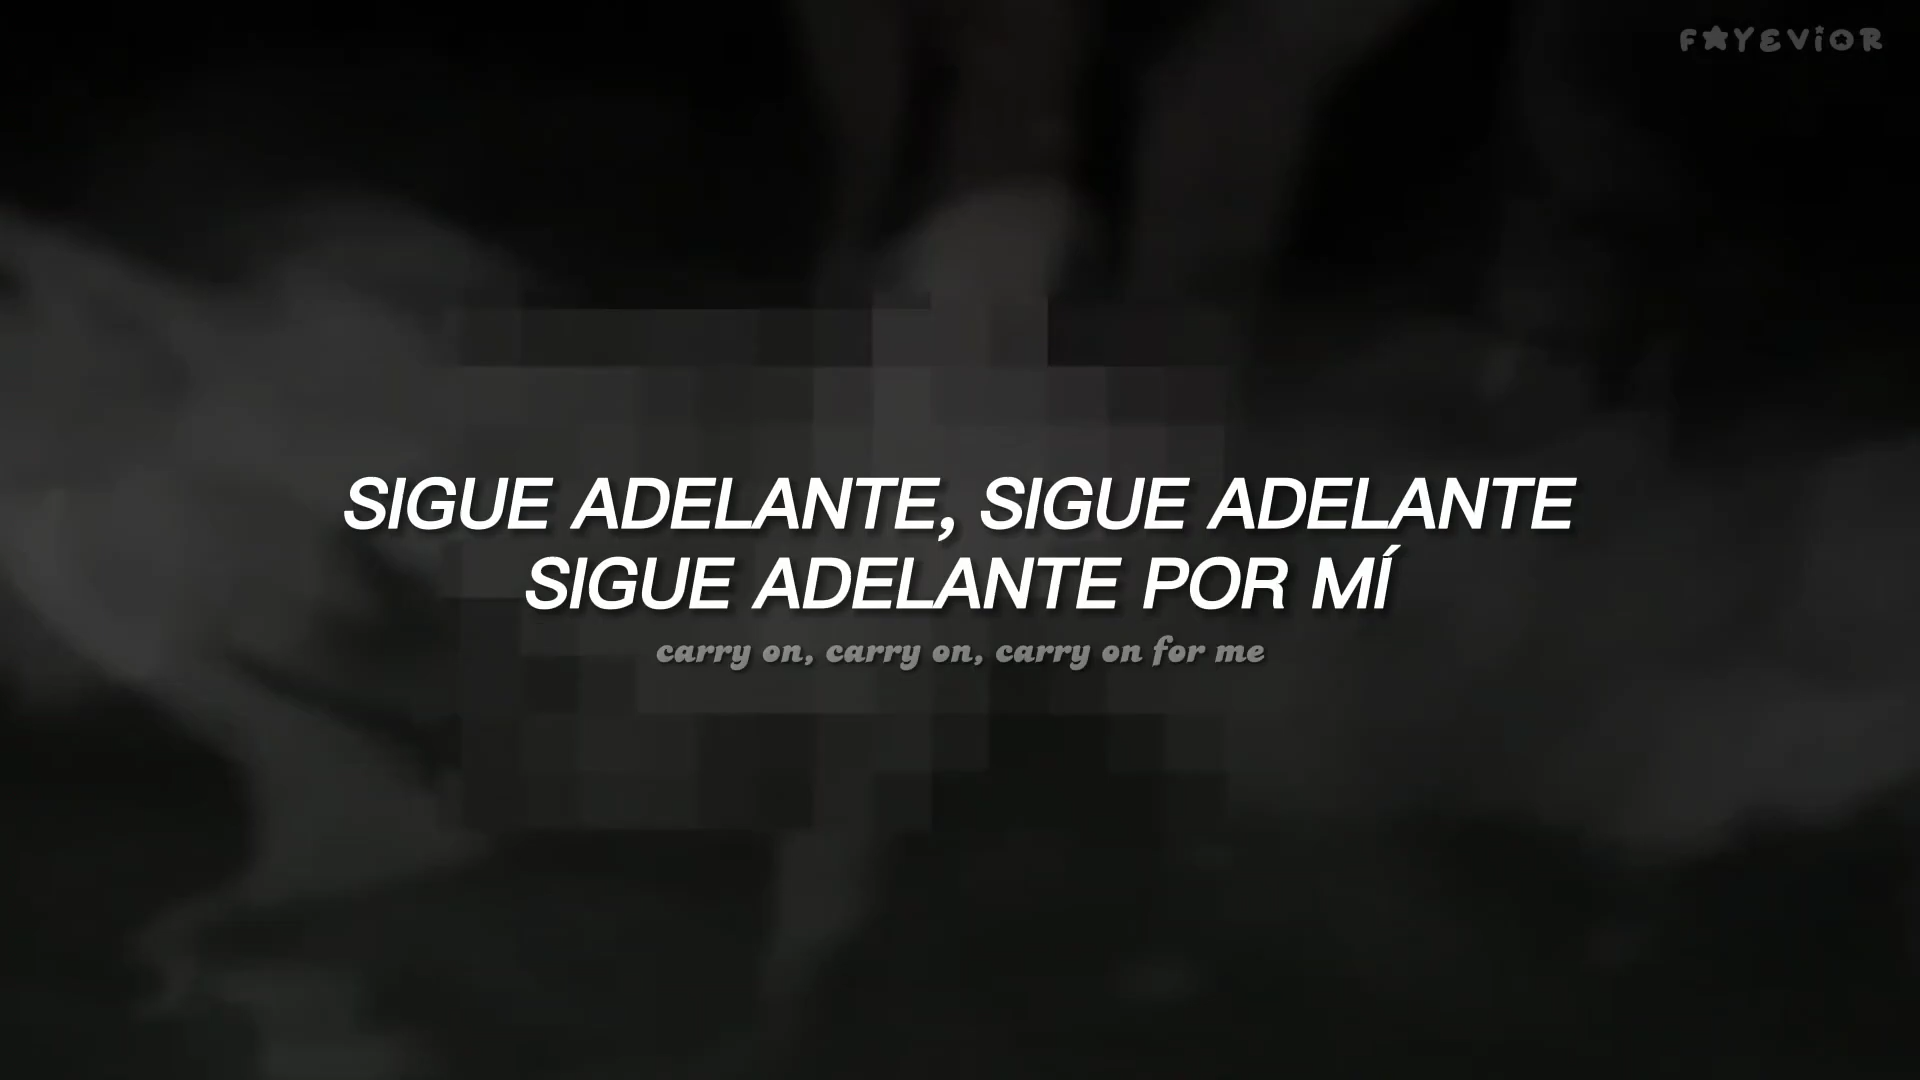 FAYEViOR
SIGUE ADELANTE, SIGUE ADELANTE
SIGUE ADELANTE POR MÍ
carry on, carry on, carry on for me